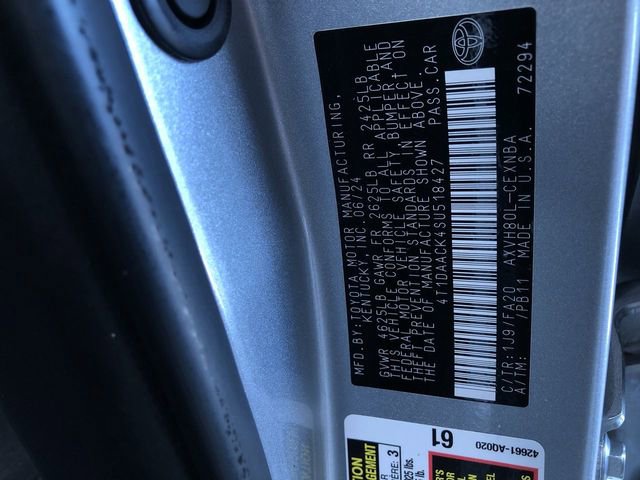 MFD.BY:TOYOTA MOTOR MANUFACTURING,
KENTUCKY, INC. 06/24
GVWR 4625LB GAWR FR 2625LB RR 2425LB
THIS VEHICLE CONFORMS TO ALL APPLICABLE
FEDERAL MOTOR VEHICLE SAFETY, BUMPER, AND
THEFT PREVENTION STANDARDS IN EFFECT ON
THE DATE OF MANUFACTURE SHOWN ABOVE.
4T1DAACK4SU518427 PASS.CAR
C/TR: 1J9/FA20 AXVH80L-CEXNBA
A/TM: /PB11 MADE IN U.S.A. 72294
61
42661-AQ020